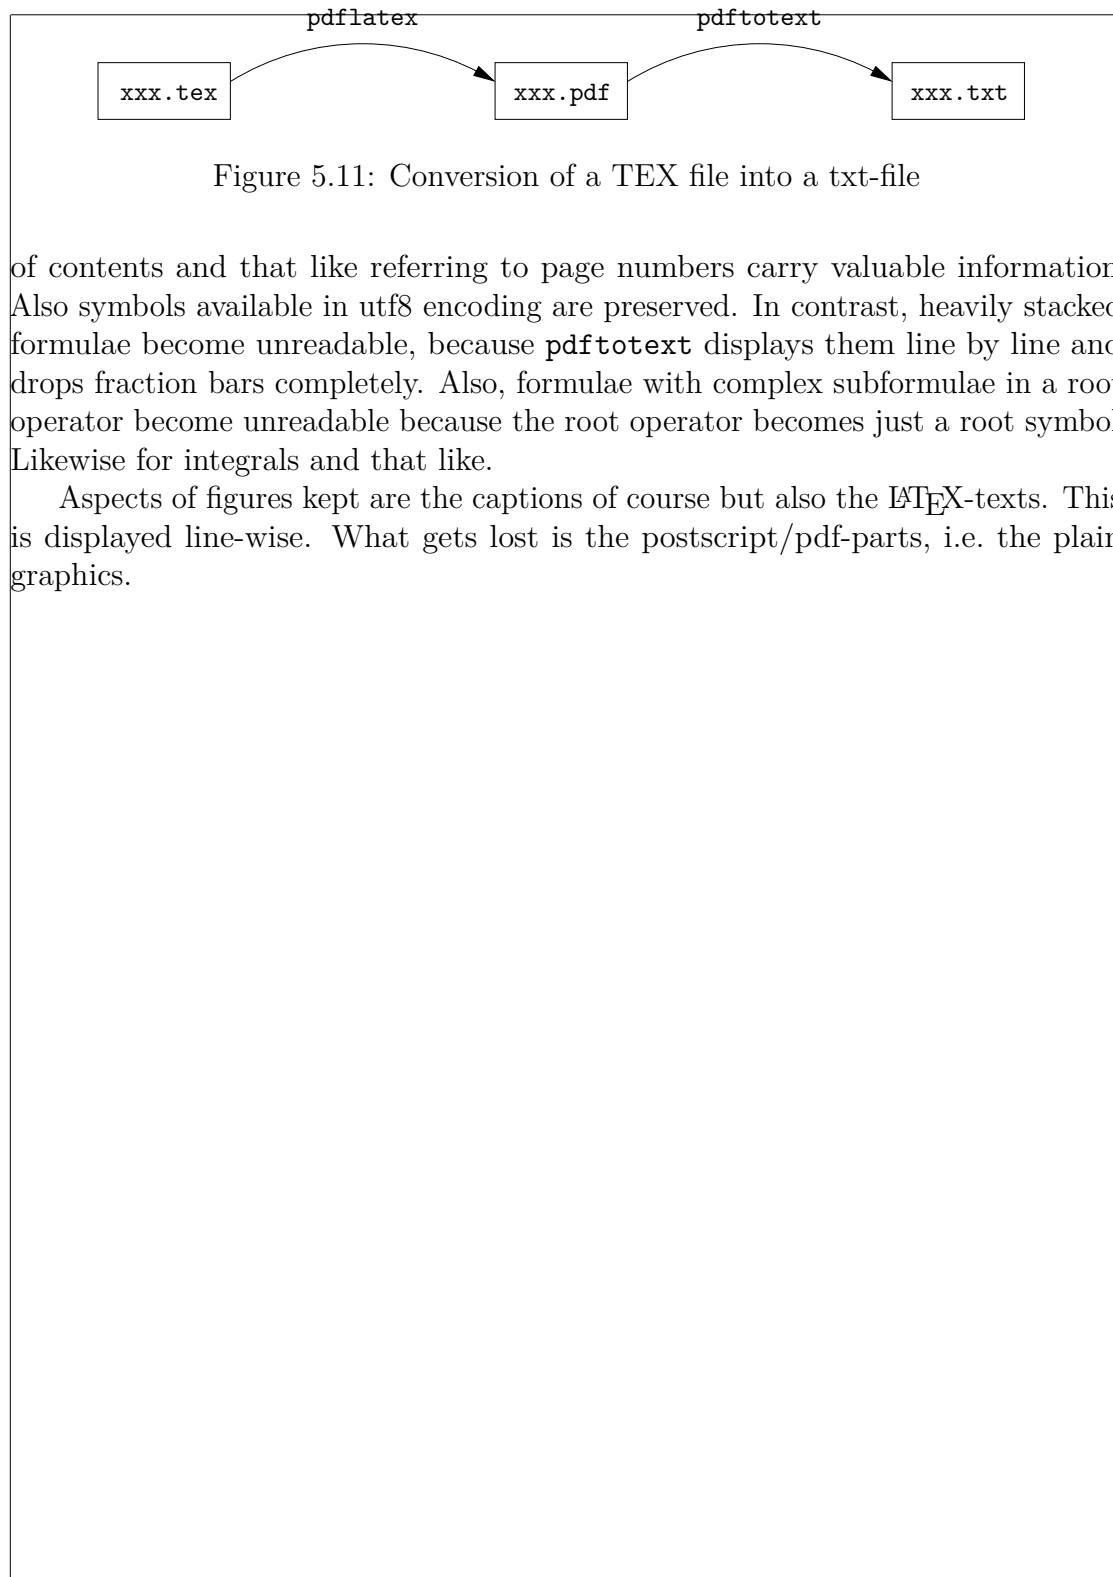 pdflatex pdftotext
xxx.tex xxx.pdf xxx.txt
Figure 5.11: Conversion of a TEX file into a txt-file
of contents and that like referring to page numbers carry valuable information
Also symbols available in utf8 encoding are preserved. In contrast, heavily stacked
formulae become unreadable, because pdftotext displays them line by line and
drops fraction bars completely. Also, formulae with complex subformulae in a root
operator become unreadable because the root operator becomes just a root symbol
Likewise for integrals and that like.
Aspects of figures kept are the captions of course but also the LATEX-texts. This
is displayed line-wise. What gets lost is the postscript/pdf-parts, i.e. the plain
graphics.